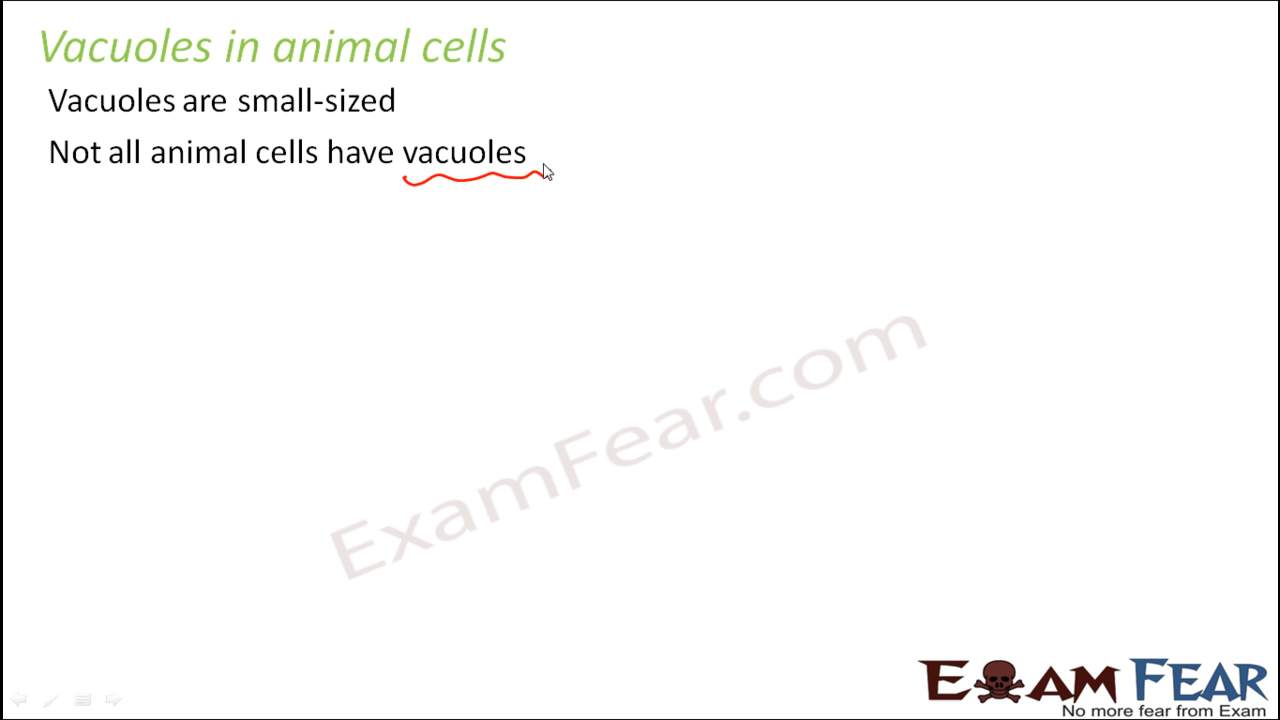 Vacuoles in animal cells
Vacuoles are small-sized
Not all animal cells have vacuoles
ExamFear.com
EXAM FEAR
No more fear from Exam